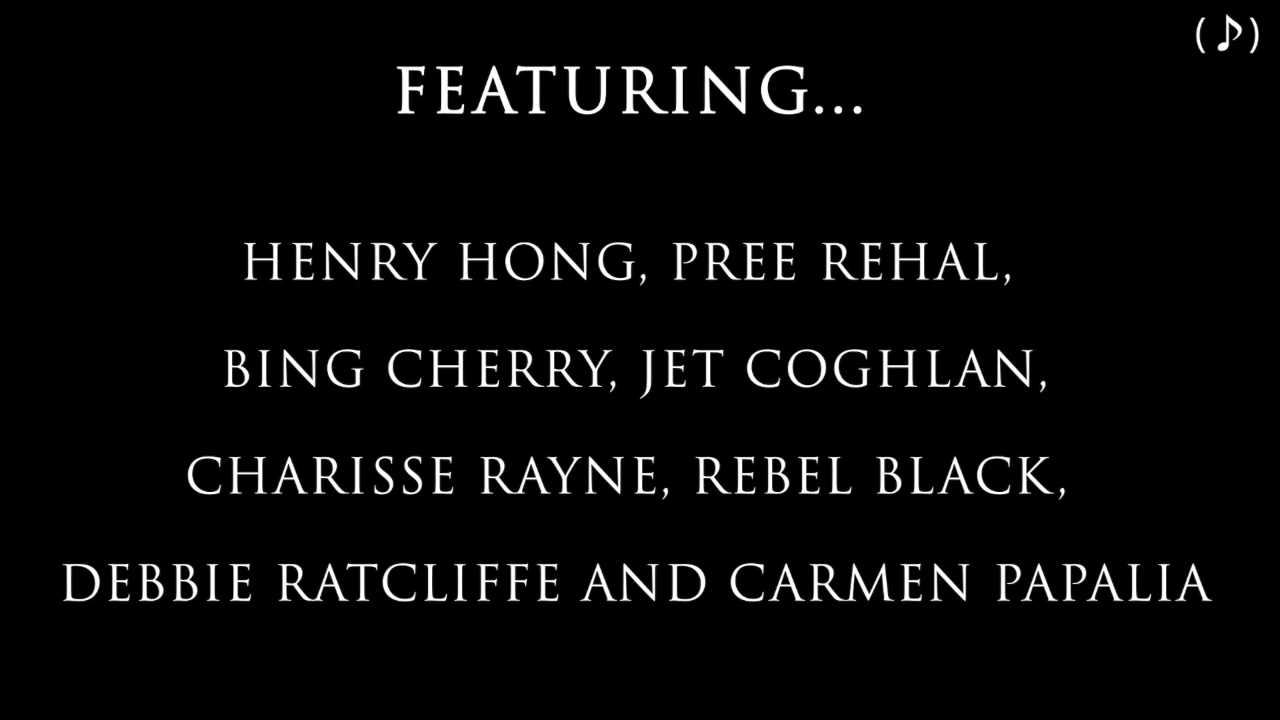 (♪)
FEATURING...
HENRY HONG, PREE REHAL,
BING CHERRY, JET COGHLAN,
CHARISSE RAYNE, REBEL BLACK,
DEBBIE RATCLIFFE AND CARMEN PAPALIA